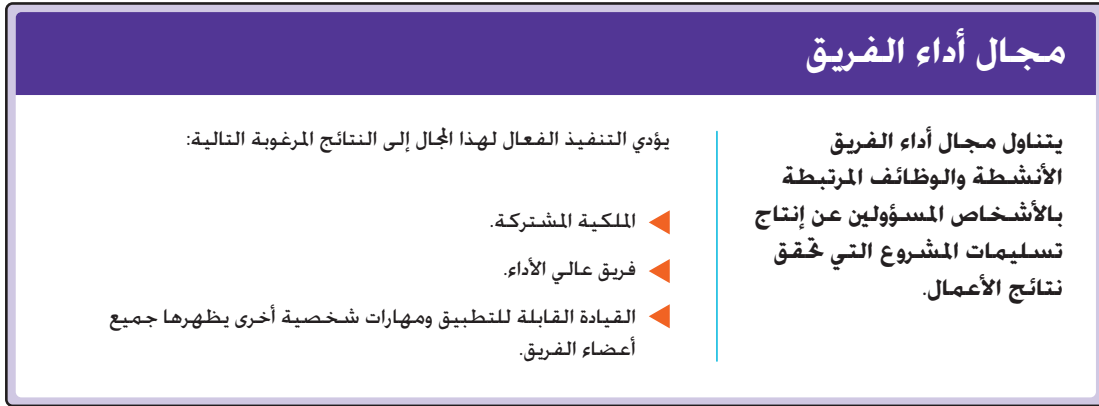 مجال أداء الفريق
يتناول مجال أداء الفريق
الأنشطة والوظائف المرتبطة
بالأشخاص المسؤولين عن إنتاج
تسليمات المشروع التي تحقق
نتائج الأعمال.
يؤدي التنفيذ الفعال لهذا المجال إلى النتائج المرغوبة التالية:
الملكية المشتركة.
فريق عالي الأداء.
القيادة القابلة للتطبيق ومهارات شخصية أخرى يظهرها جميع
أعضاء الفريق.